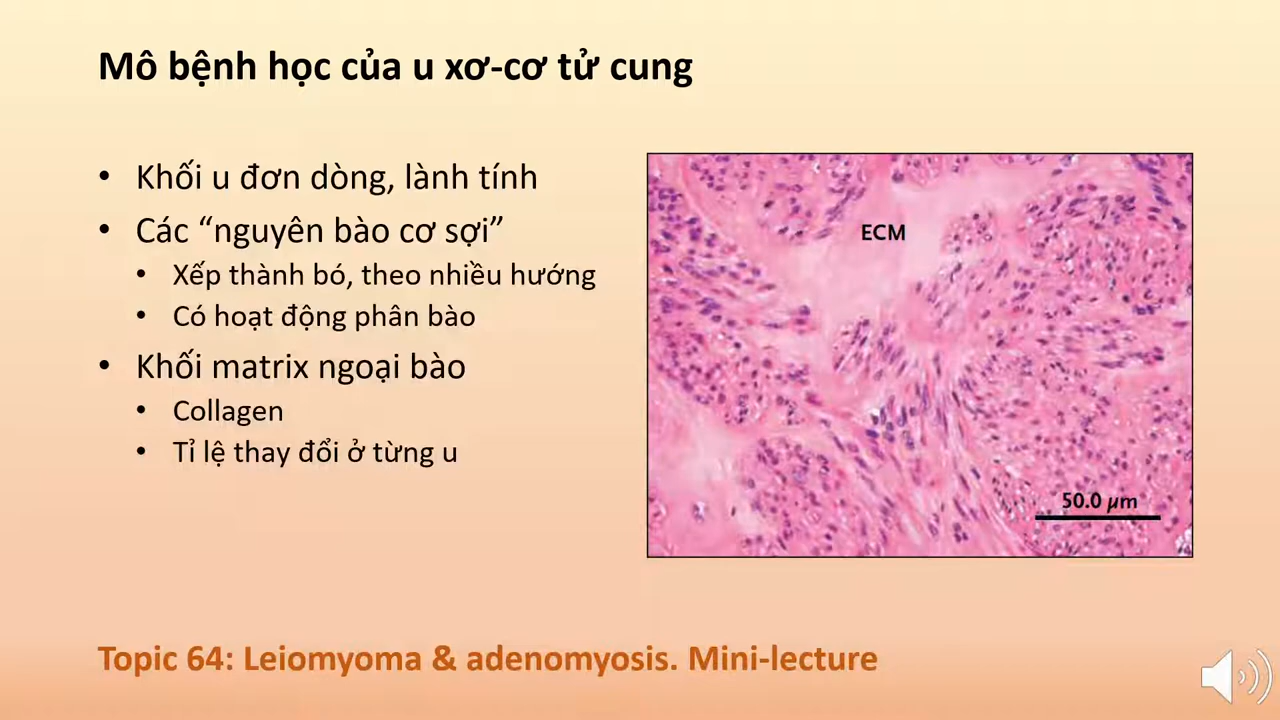 Mô bệnh học của u xơ-cơ tử cung
• Khối u đơn dòng, lành tính
• Các “nguyên bào cơ sợi”
• Xếp thành bó, theo nhiều hướng
• Có hoạt động phân bào
• Khối matrix ngoại bào
• Collagen
• Tỉ lệ thay đổi ở từng u
ECM
50.0 µm
Topic 64: Leiomyoma & adenomyosis. Mini-lecture